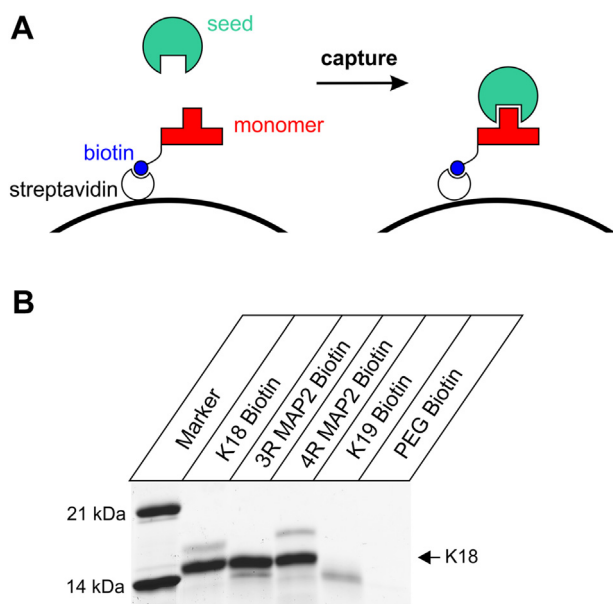 A
seed
capture
monomer
biotin
streptavidin
B
Marker
K18 Biotin
3R MAP2 Biotin
4R MAP2 Biotin
K19 Biotin
PEG Biotin
21 kDa
K18
14 kDa